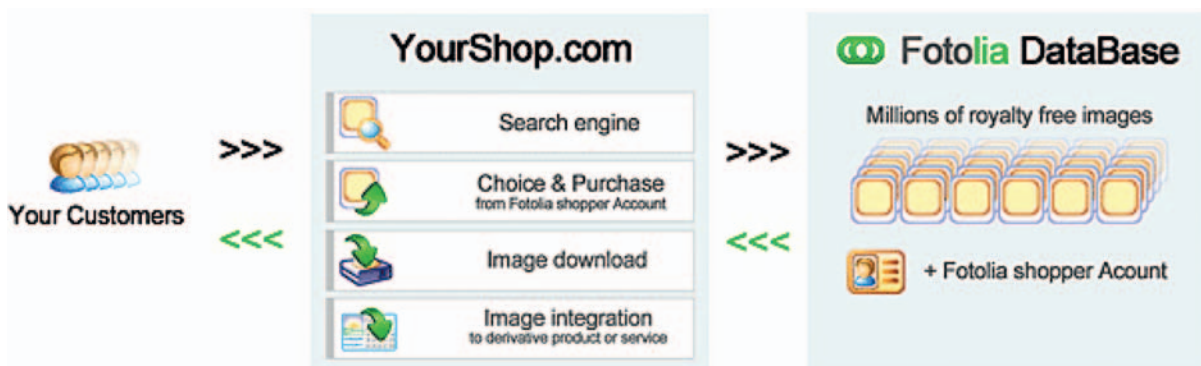 Your Customers
>>>
<<<
YourShop.com
Search engine
Choice & Purchase
from Fotolia shopper Account
Image download
Image integration
to derivative product or service
>>>
<<<
Fotolia DataBase
Millions of royalty free images
+ Fotolia shopper Acount